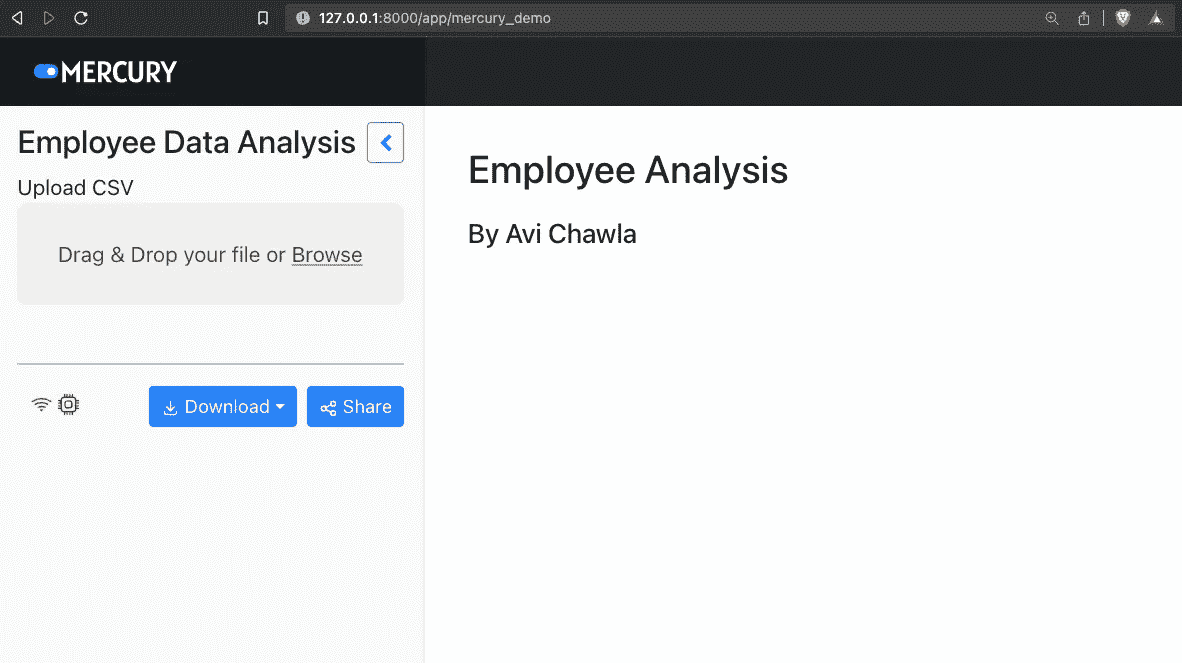 127.0.0.1:8000/app/mercury_demo
MERCURY
Employee Data Analysis
Upload CSV
Drag & Drop your file or Browse
Download
Share
Employee Analysis
By Avi Chawla